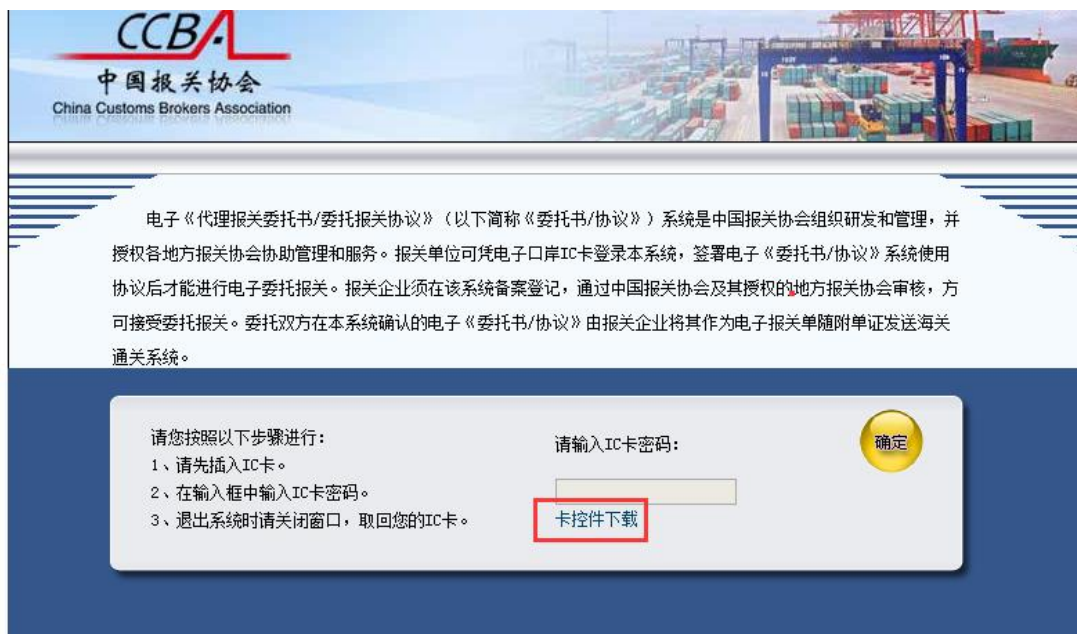 CCBA
中国报关协会
China Customs Brokers Association
电子《代理报关委托书/委托报关协议》（以下简称《委托书/协议》）系统是中国报关协会组织研发和管理，并
授权各地方报关协会协助管理和服务。报关单位可凭电子口岸IC卡登录本系统，签署电子《委托书/协议》系统使用
协议后才能进行电子委托报关。报关企业须在该系统备案登记，通过中国报关协会及其授权的地方报关协会审核，方
可接受委托报关。委托双方在本系统确认的电子《委托书/协议》由报关企业将其作为电子报关单随附单证发送海关
通关系统。
请您按照以下步骤进行：
1、请先插入IC卡。
2、在输入框中输入IC卡密码。
3、退出系统时请关闭窗口，取回您的IC卡。
请输入IC卡密码：
确定
卡控件下载